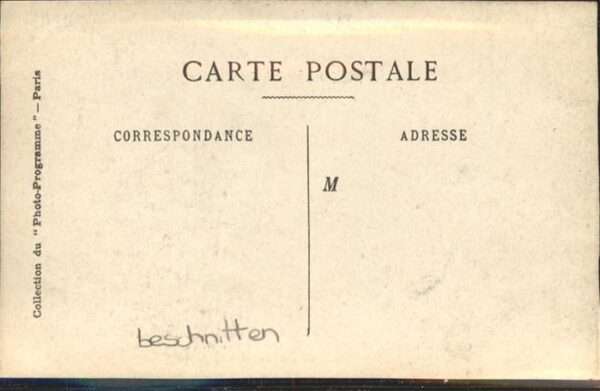 CARTE POSTALE
CORRESPONDANCE
ADRESSE
M
Collection du "Photo-Programme" — Paris
beschnitten